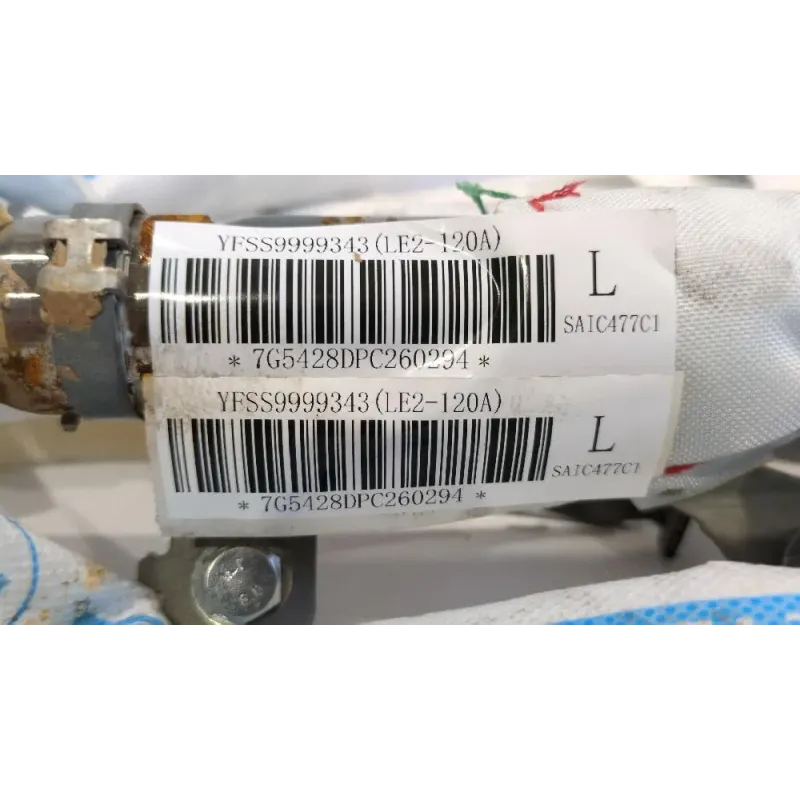 YFSS9999343(LE2-120A)
L
SAIC477C1
* 7G5428DPC260294 *
YFSS9999343(LE2-120A)
L
SAIC477C1
* 7G5428DPC260294 *